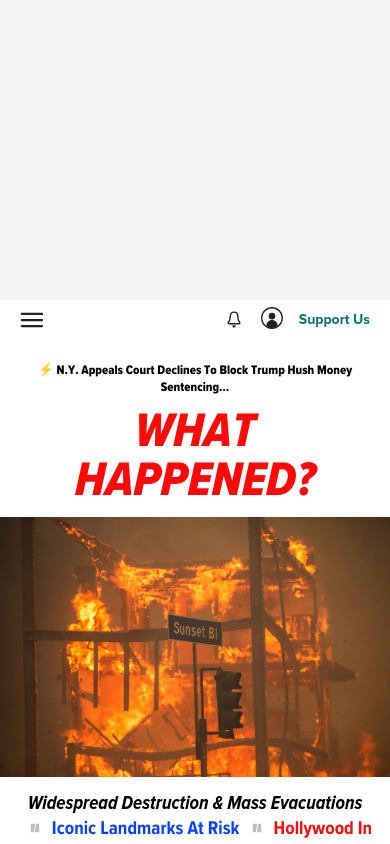 Support Us
⚡ N.Y. Appeals Court Declines To Block Trump Hush Money
Sentencing...
WHAT
HAPPENED?
Sunset Bl
Widespread Destruction & Mass Evacuations
Iconic Landmarks At Risk Hollywood In